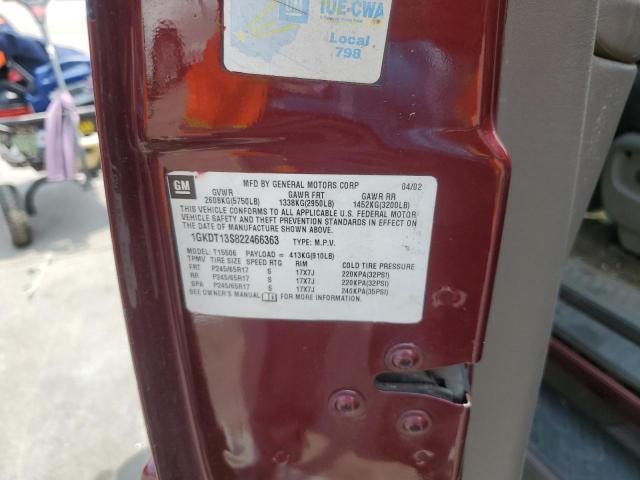 IUE-CWA
Local
798
GM
MFD BY GENERAL MOTORS CORP 04/02
GVWR GAWR FRT GAWR RR
2608KG(5750LB) 1338KG(2950LB) 1452KG(3200LB)
THIS VEHICLE CONFORMS TO ALL APPLICABLE U.S. FEDERAL MOTOR
VEHICLE SAFETY AND THEFT PREVENTION STANDARDS IN EFFECT ON
THE DATE OF MANUFACTURE SHOWN ABOVE.
1GKDT13S822466363 TYPE: M.P.V.
MODEL: T15506 PAYLOAD = 413KG(910LB)
TPMV TIRE SIZE SPEED RTG RIM COLD TIRE PRESSURE
FRT P245/65R17 S 17X7J 220KPA(32PSI)
RR P245/65R17 S 17X7J 220KPA(32PSI)
SPA P245/65R17 S 17X7J 240KPA(35PSI)
SEE OWNER'S MANUAL FOR MORE INFORMATION.